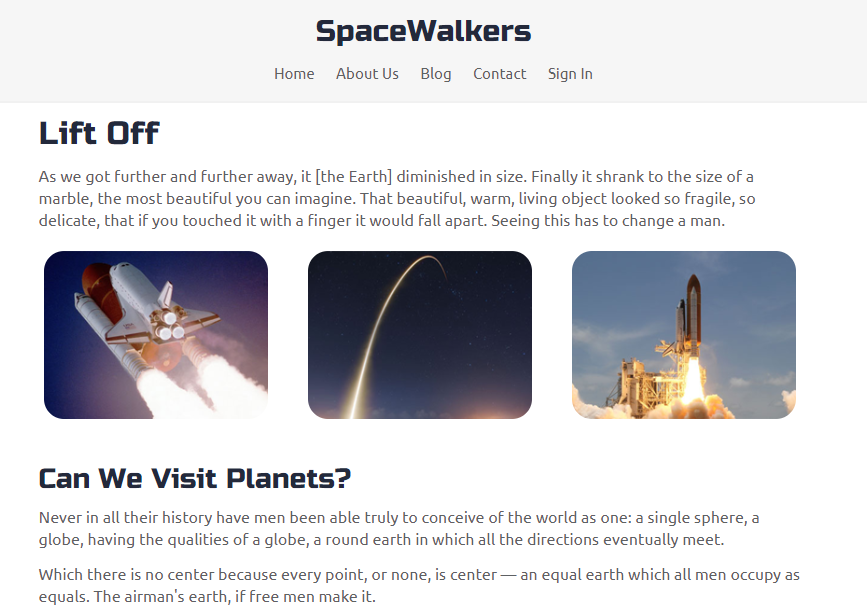 SpaceWalkers
Home About Us Blog Contact Sign In
Lift Off
As we got further and further away, it [the Earth] diminished in size. Finally it shrank to the size of a
marble, the most beautiful you can imagine. That beautiful, warm, living object looked so fragile, so
delicate, that if you touched it with a finger it would fall apart. Seeing this has to change a man.
Can We Visit Planets?
Never in all their history have men been able truly to conceive of the world as one: a single sphere, a
globe, having the qualities of a globe, a round earth in which all the directions eventually meet.
Which there is no center because every point, or none, is center — an equal earth which all men occupy as
equals. The airman's earth, if free men make it.